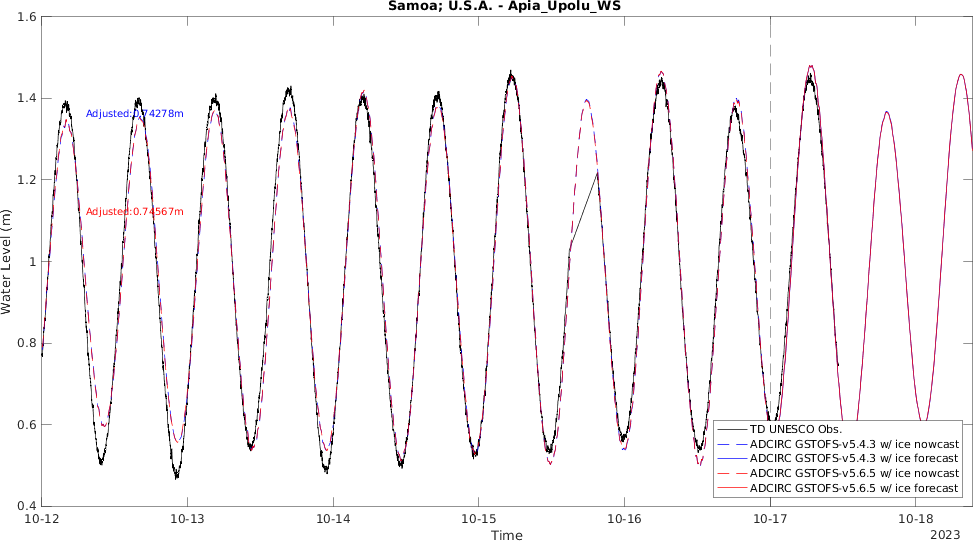 Samoa; U.S.A. - Apia_Upolu_WS
1.6
1.4
1.2
1
0.8
0.6
0.4
Water Level (m)
Adjusted:0.74278m
Adjusted:0.74567m
TD UNESCO Obs.
ADCIRC GSTOFS-v5.4.3 w/ ice nowcast
ADCIRC GSTOFS-v5.4.3 w/ ice forecast
ADCIRC GSTOFS-v5.6.5 w/ ice nowcast
ADCIRC GSTOFS-v5.6.5 w/ ice forecast
10-12 10-13 10-14 10-15 10-16 10-17 10-18
Time
2023